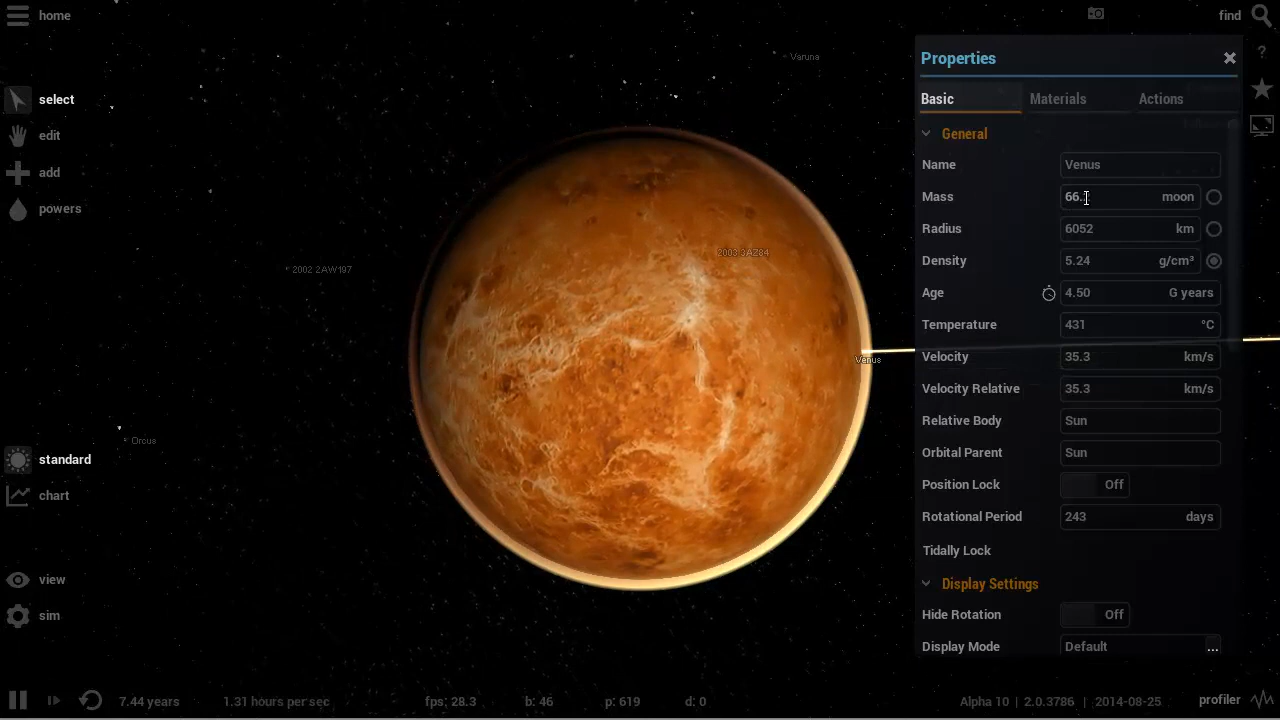 home
find
Varuna
Properties
?
select
Basic Materials Actions
edit
General
Name Venus
add
Mass 66. moon
powers
Radius 6052 km
2003 3AZ84
Density 5.24 g/cm³
2002 2AW197
Age 4.50 G years
Temperature 431 °C
Velocity 35.3 km/s
Venus
Velocity Relative 35.3 km/s
Relative Body Sun
Orcus
Orbital Parent Sun
standard
Position Lock Off
chart
Rotational Period 243 days
Tidally Lock
view
Display Settings
sim
Hide Rotation Off
Display Mode Default ...
7.44 years 1.31 hours per sec fps: 28.3 b: 46 p: 619 d: 0 Alpha 10 | 2.0.3786 | 2014-08-25 profiler